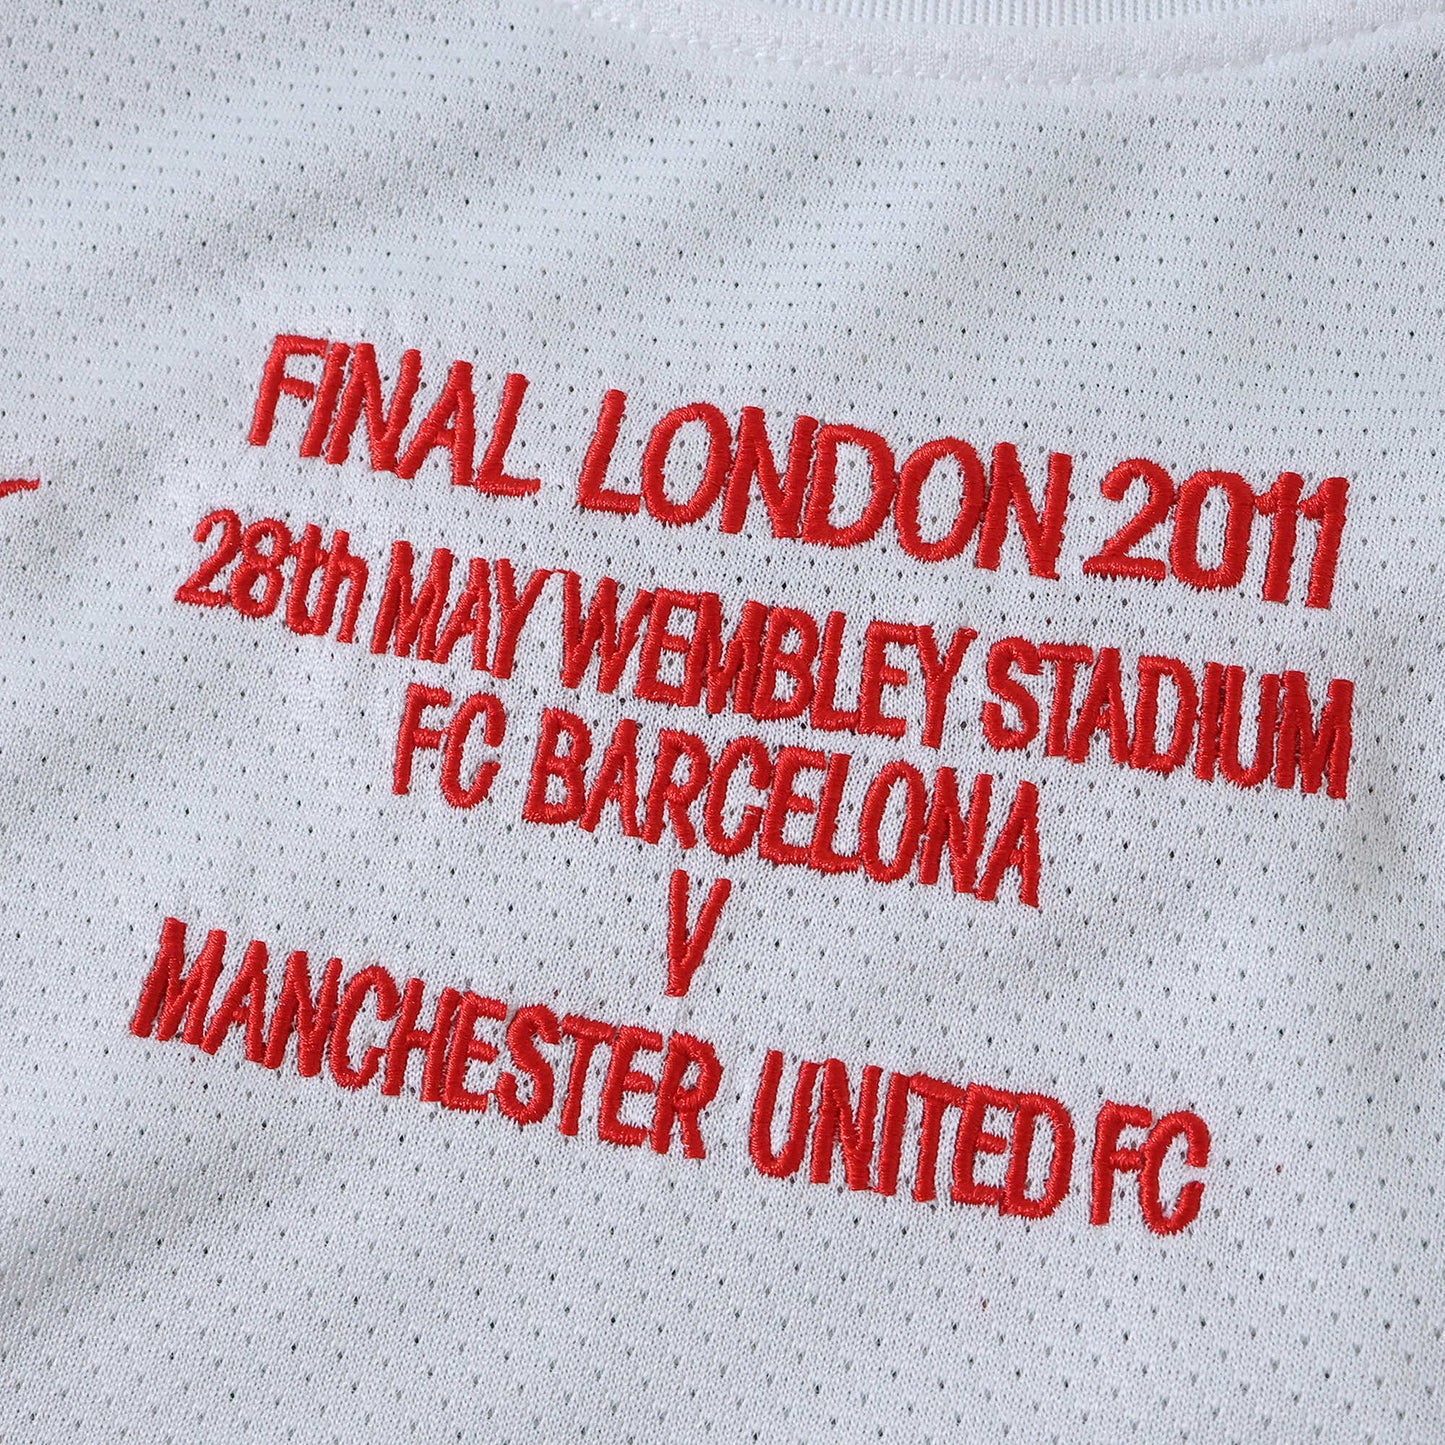 FINAL LONDON 2011
28th MAY WEMBLEY STADIUM
FC BARCELONA
V
MANCHESTER UNITED FC